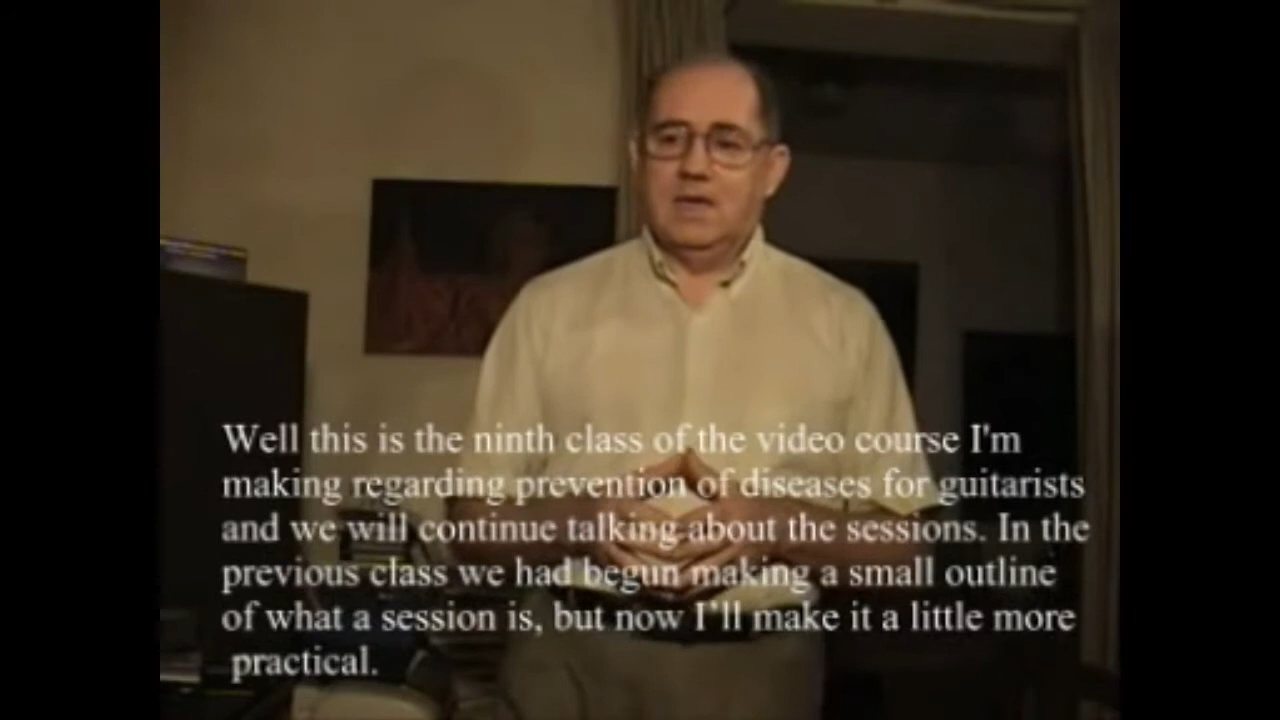 Well this is the ninth class of the video course I'm
making regarding prevention of diseases for guitarists
and we will continue talking about the sessions. In the
previous class we had begun making a small outline
of what a session is, but now I'll make it a little more
practical.